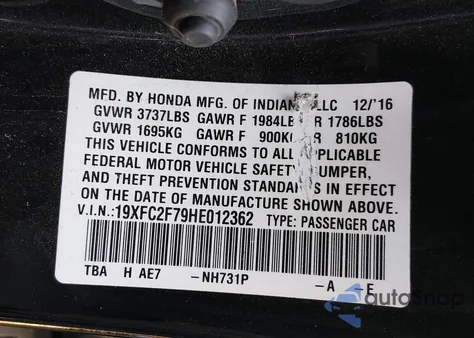 MFD. BY HONDA MFG. OF INDIANA LLC 12/'16
GVWR 3737LBS GAWR F 1984LBS R 1786LBS
GVWR 1695KG GAWR F 900KG R 810KG
THIS VEHICLE CONFORMS TO ALL APPLICABLE
FEDERAL MOTOR VEHICLE SAFETY, BUMPER,
AND THEFT PREVENTION STANDARDS IN EFFECT
ON THE DATE OF MANUFACTURE SHOWN ABOVE.
V.I.N.:19XFC2F79HE012362 TYPE: PASSENGER CAR
TBA H AE7 -NH731P -A -E
autoSnap